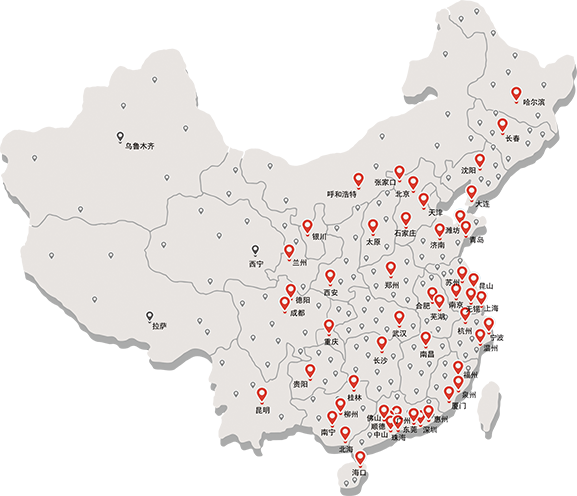 哈尔滨
长春
乌鲁木齐
沈阳
张家口
呼和浩特
北京
大连
天津
银川
太原
石家庄
潍坊
济南
青岛
西宁
兰州
西安
郑州
苏州
昆山
德阳
成都
合肥
南京
无锡
上海
芜湖
拉萨
重庆
武汉
杭州
宁波
温州
长沙
南昌
贵阳
福州
桂林
泉州
昆明
柳州
厦门
佛山
广州
惠州
南宁
顺德
东莞
深圳
中山
珠海
北海
海口